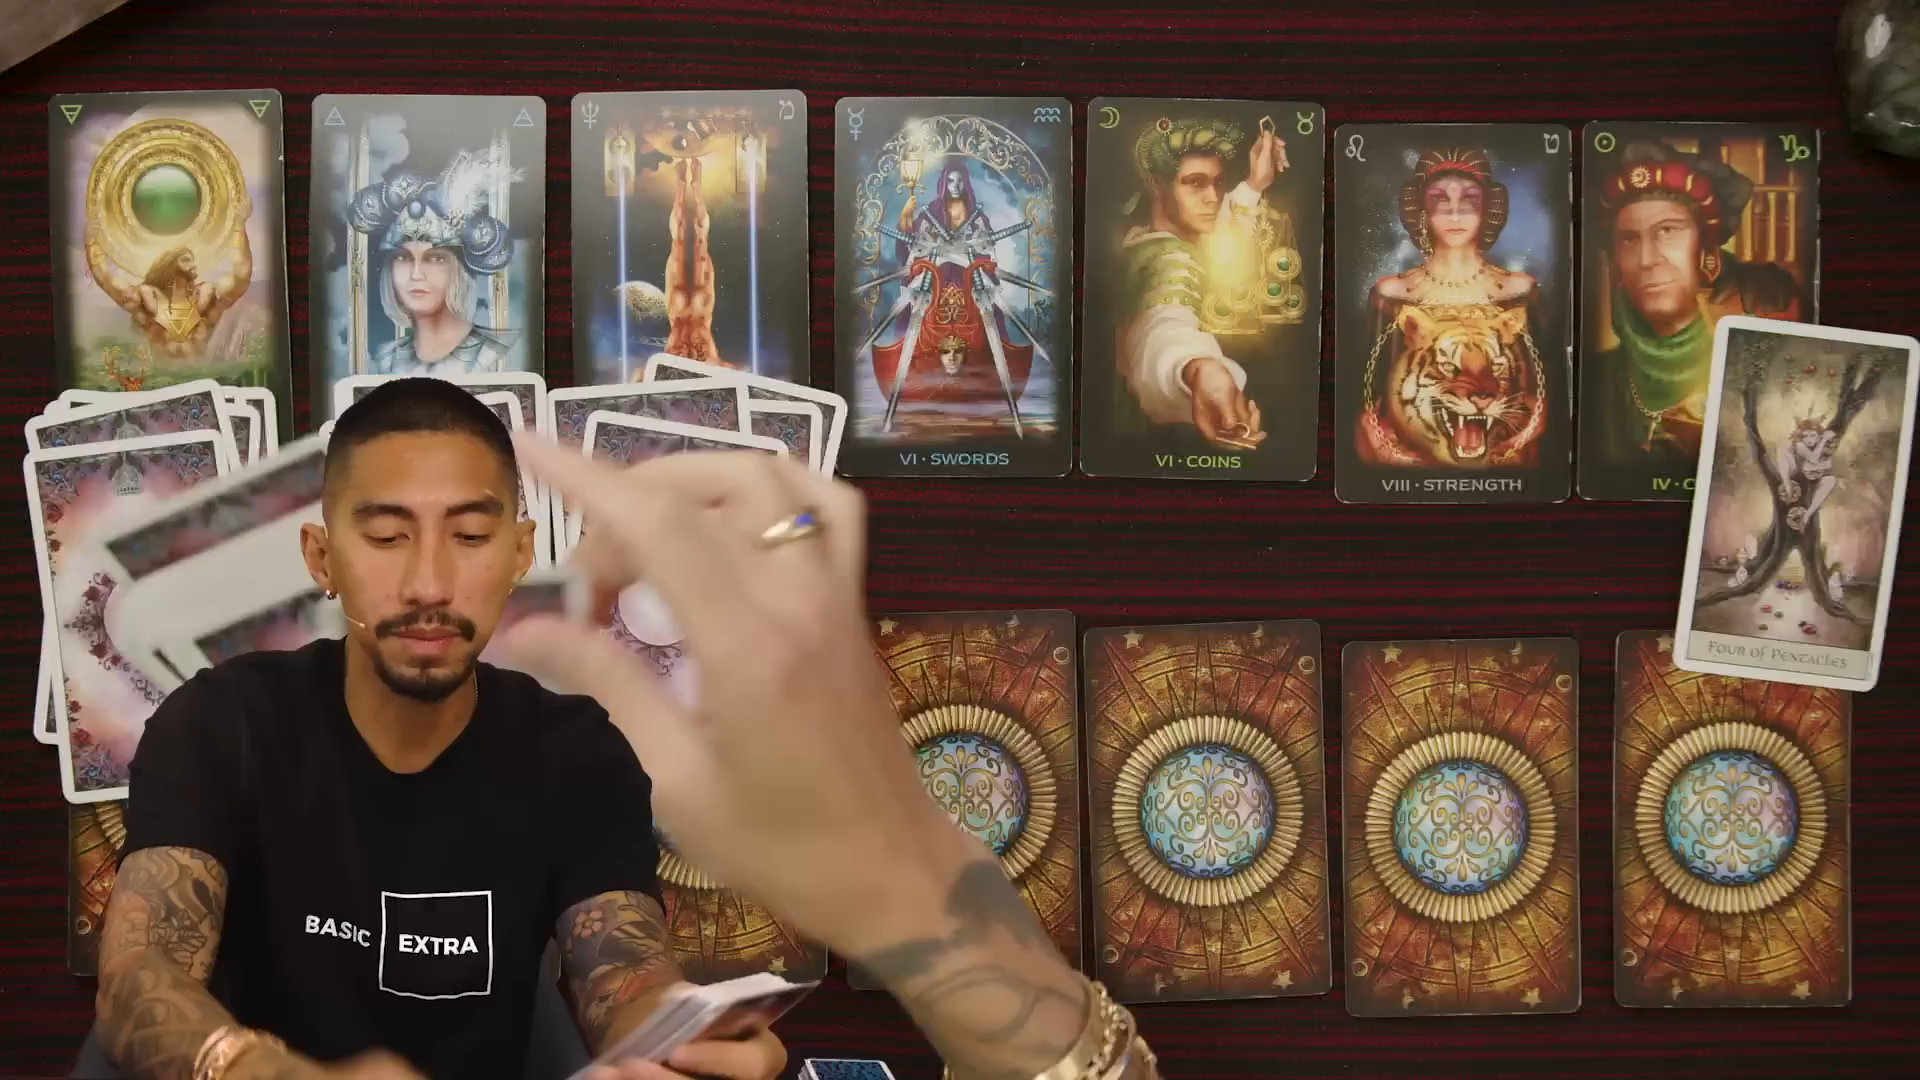 VI · SWORDS
VI · COINS
VIII · STRENGTH
IV · C
Four of Pentacles
BASIC EXTRA